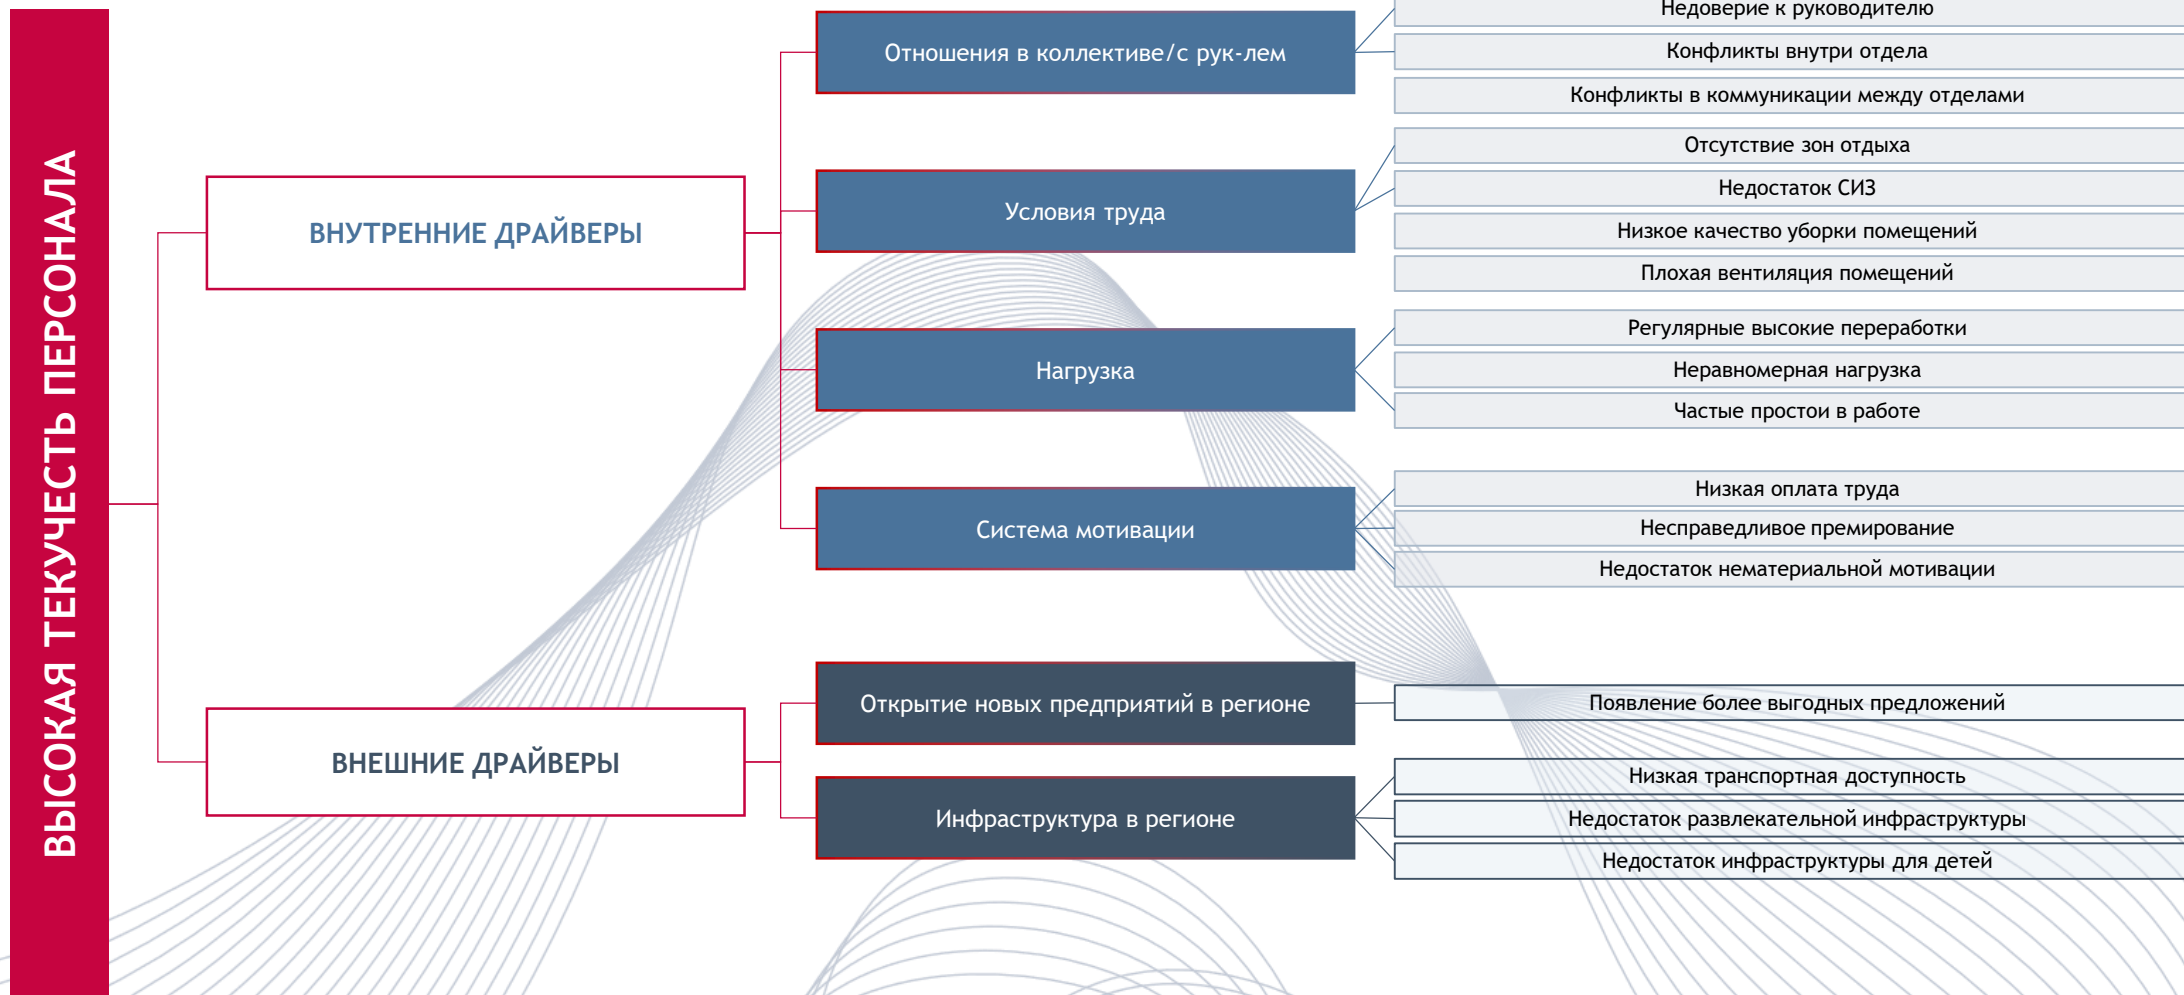 ВЫСОКАЯ ТЕКУЧЕСТЬ ПЕРСОНАЛА
ВНУТРЕННИЕ ДРАЙВЕРЫ
Отношения в коллективе/с рук-лем
Недоверие к руководителю
Конфликты внутри отдела
Конфликты в коммуникации между отделами
Условия труда
Отсутствие зон отдыха
Недостаток СИЗ
Низкое качество уборки помещений
Плохая вентиляция помещений
Нагрузка
Регулярные высокие переработки
Неравномерная нагрузка
Частые простои в работе
Система мотивации
Низкая оплата труда
Несправедливое премирование
Недостаток нематериальной мотивации
ВНЕШНИЕ ДРАЙВЕРЫ
Открытие новых предприятий в регионе
Появление более выгодных предложений
Инфраструктура в регионе
Низкая транспортная доступность
Недостаток развлекательной инфраструктуры
Недостаток инфраструктуры для детей